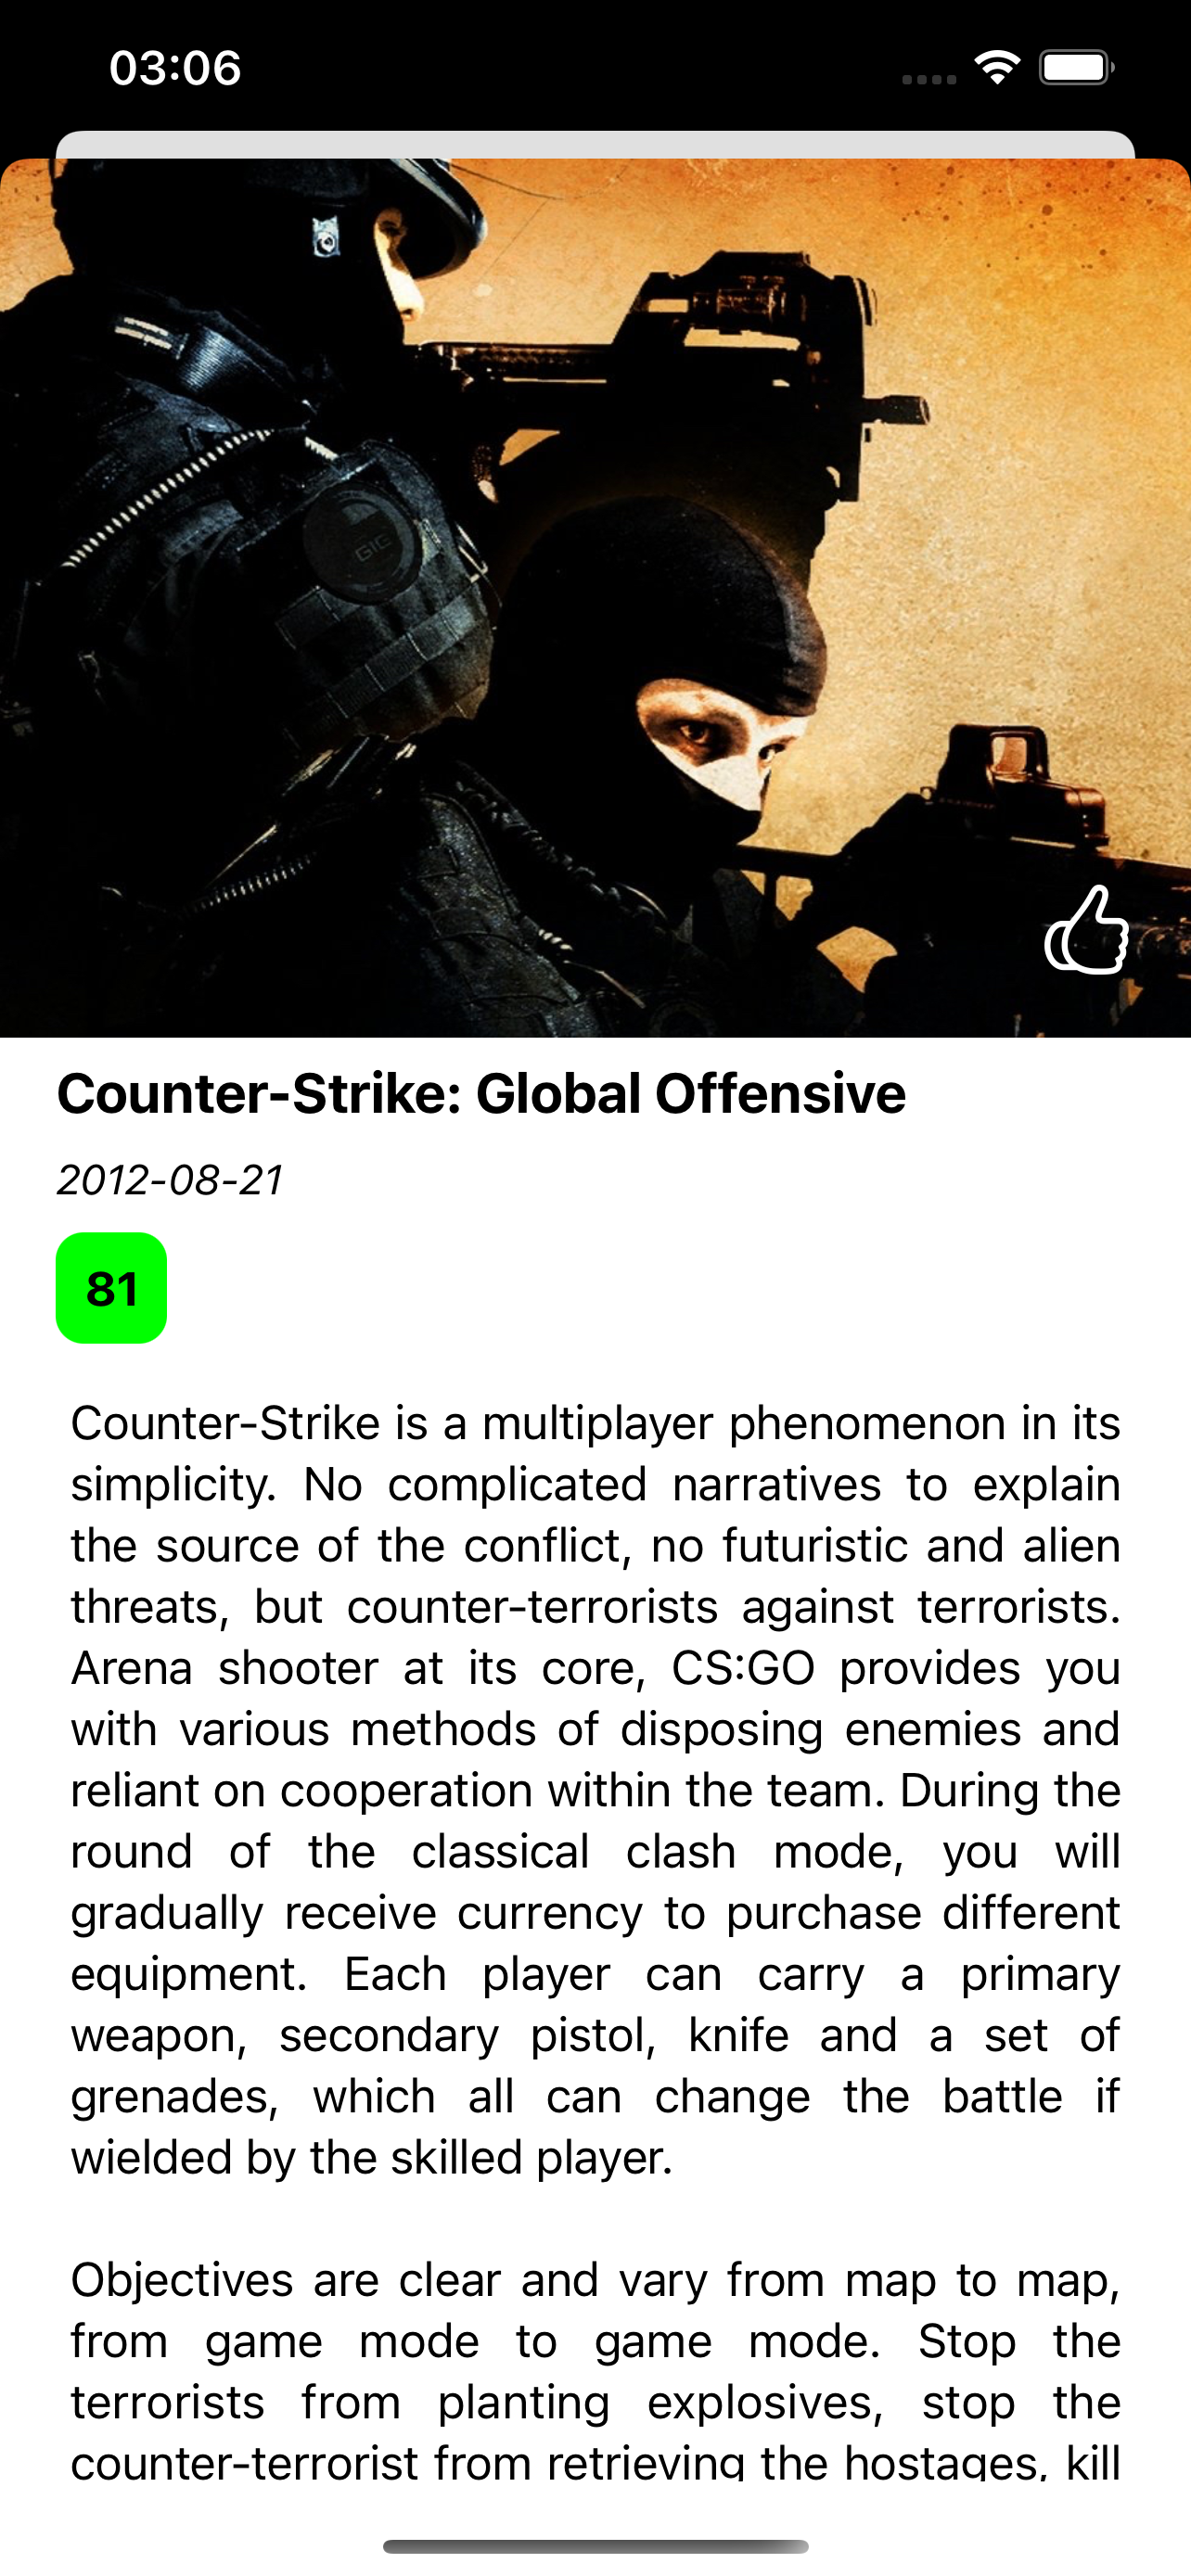 03:06
GIG
Counter-Strike: Global Offensive
2012-08-21
81
Counter-Strike is a multiplayer phenomenon in its
simplicity. No complicated narratives to explain
the source of the conflict, no futuristic and alien
threats, but counter-terrorists against terrorists.
Arena shooter at its core, CS:GO provides you
with various methods of disposing enemies and
reliant on cooperation within the team. During the
round of the classical clash mode, you will
gradually receive currency to purchase different
equipment. Each player can carry a primary
weapon, secondary pistol, knife and a set of
grenades, which all can change the battle if
wielded by the skilled player.
Objectives are clear and vary from map to map,
from game mode to game mode. Stop the
terrorists from planting explosives, stop the
counter-terrorist from retrieving the hostages, kill